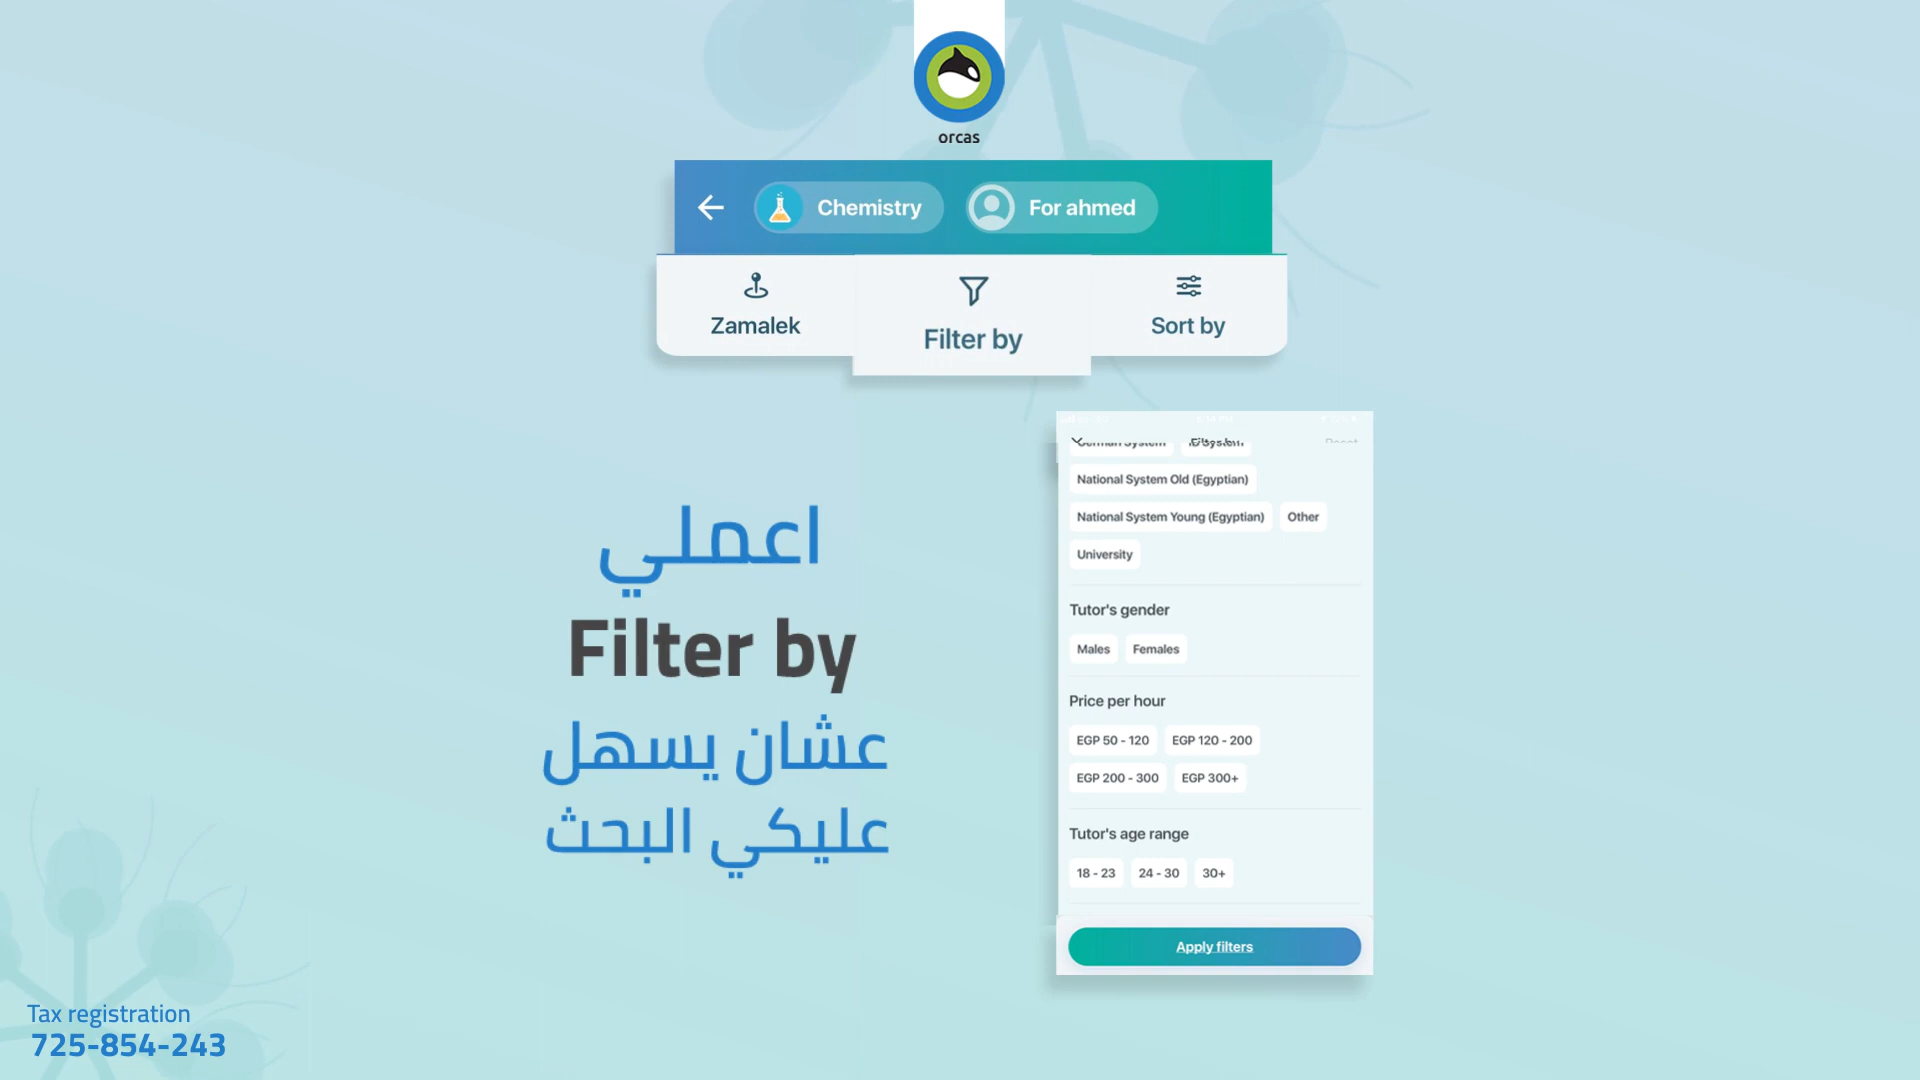 orcas
Chemistry
For ahmed
Zamalek
Filter by
Sort by
اعملي
Filter by
عشان يسهل
عليكي البحث
German System
National System Old (Egyptian)
National System Young (Egyptian) Other
University
Tutor's gender
Males Females
Price per hour
EGP 50 - 120 EGP 120 - 200
EGP 200 - 300 EGP 300+
Tutor's age range
18 - 23 24 - 30 30+
Apply filters
Tax registration
725-854-243